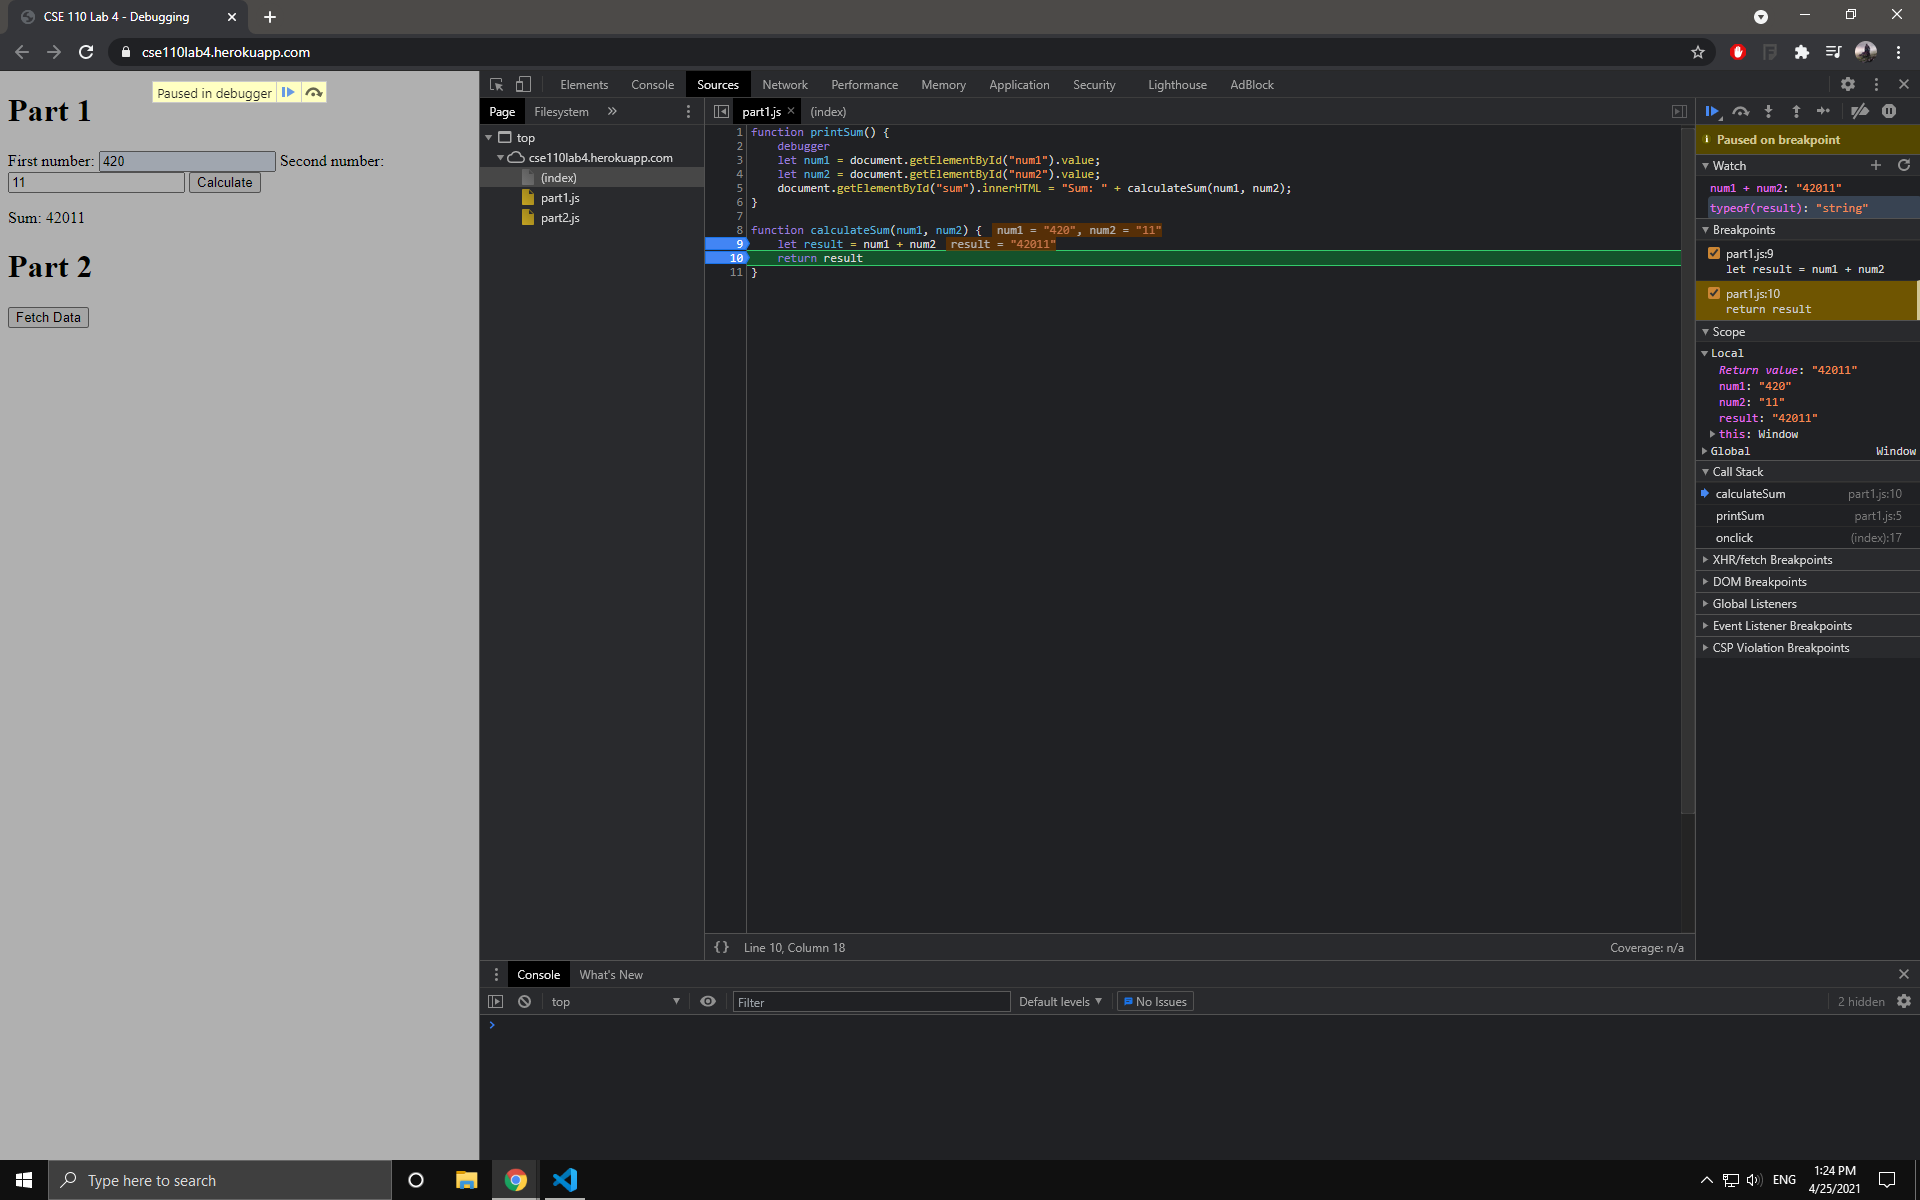 CSE 110 Lab 4 - Debugging
cse110lab4.herokuapp.com
Paused in debugger
Part 1
First number: 420 Second number:
11 Calculate
Sum: 42011
Part 2
Fetch Data
Elements Console Sources Network Performance Memory Application Security Lighthouse AdBlock
Page Filesystem »
top
cse110lab4.herokuapp.com
(index)
part1.js
part2.js
part1.js × (index)
1 function printSum() {
2 debugger
3 let num1 = document.getElementById("num1").value;
4 let num2 = document.getElementById("num2").value;
5 document.getElementById("sum").innerHTML = "Sum: " + calculateSum(num1, num2);
6 }
7
8 function calculateSum(num1, num2) { num1 = "420", num2 = "11"
9 let result = num1 + num2 result = "42011"
10 return result
11 }
{} Line 10, Column 18 Coverage: n/a
Paused on breakpoint
Watch
num1 + num2: "42011"
typeof(result): "string"
Breakpoints
part1.js:9
let result = num1 + num2
part1.js:10
return result
Scope
Local
Return value: "42011"
num1: "420"
num2: "11"
result: "42011"
this: Window
Global Window
Call Stack
calculateSum part1.js:10
printSum part1.js:5
onclick (index):17
XHR/fetch Breakpoints
DOM Breakpoints
Global Listeners
Event Listener Breakpoints
CSP Violation Breakpoints
Console What's New
top Filter Default levels No Issues 2 hidden
Type here to search
ENG
1:24 PM
4/25/2021